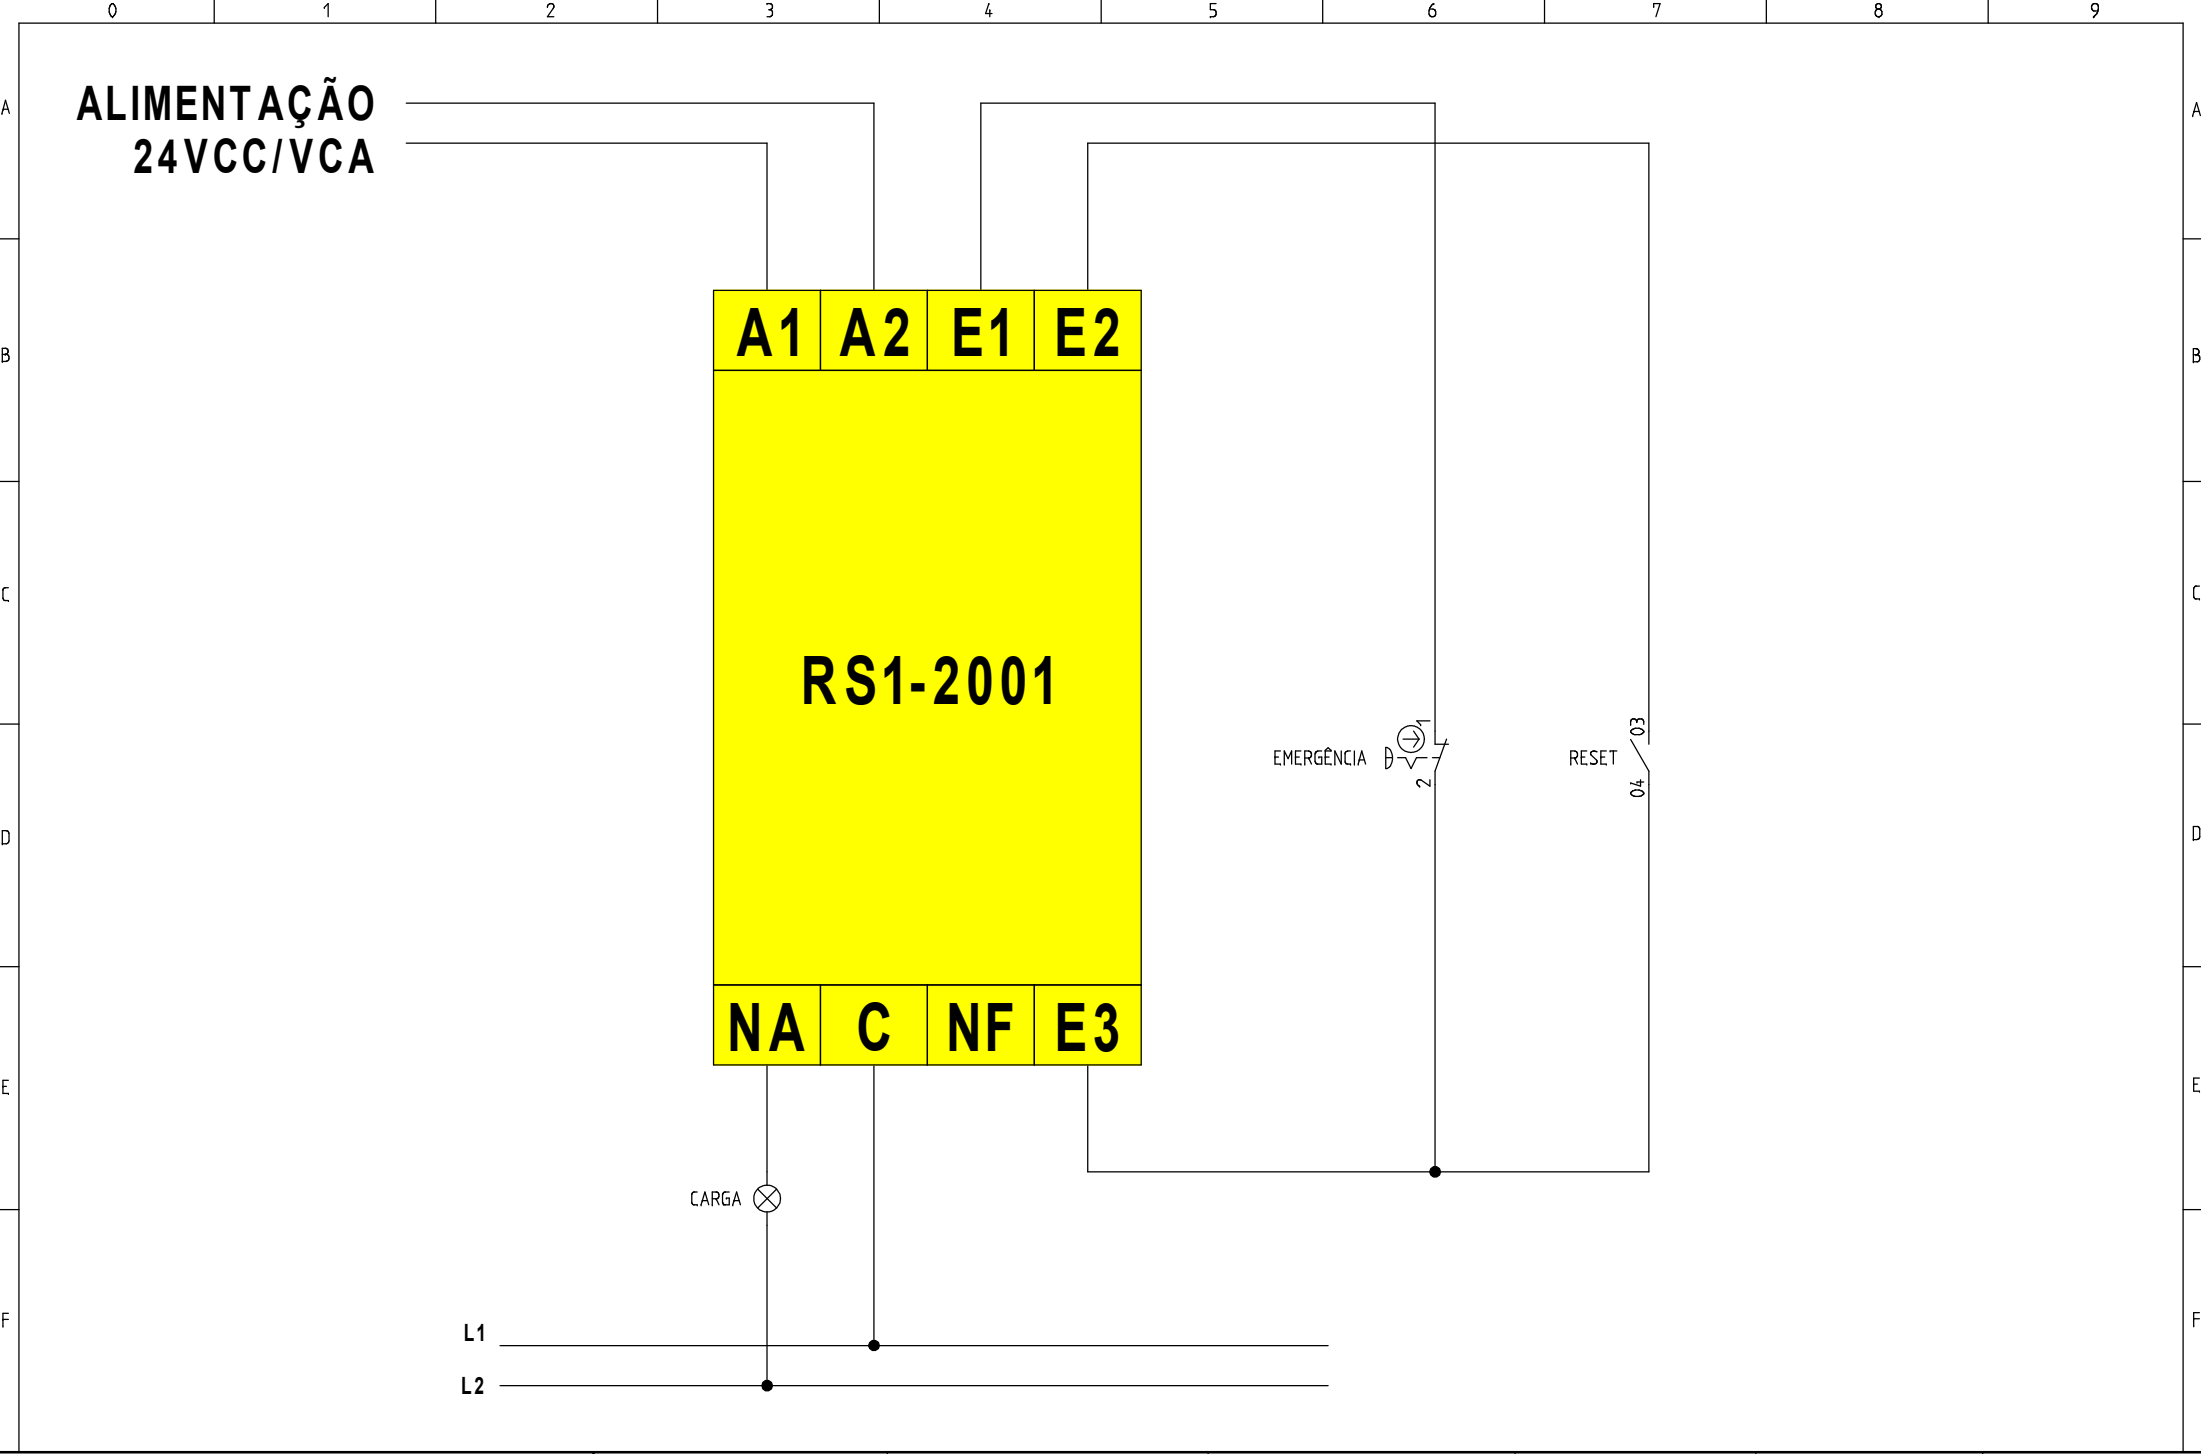 0 1 2 3 4 5 6 7 8 9
A A
ALIMENTAÇÃO
24VCC/VCA
A1 A2 E1 E2
B B
C C
RS1-2001
1 03
EMERGÊNCIA RESET
2 04
D D
NA C NF E3
E E
CARGA
F F
L1
L2